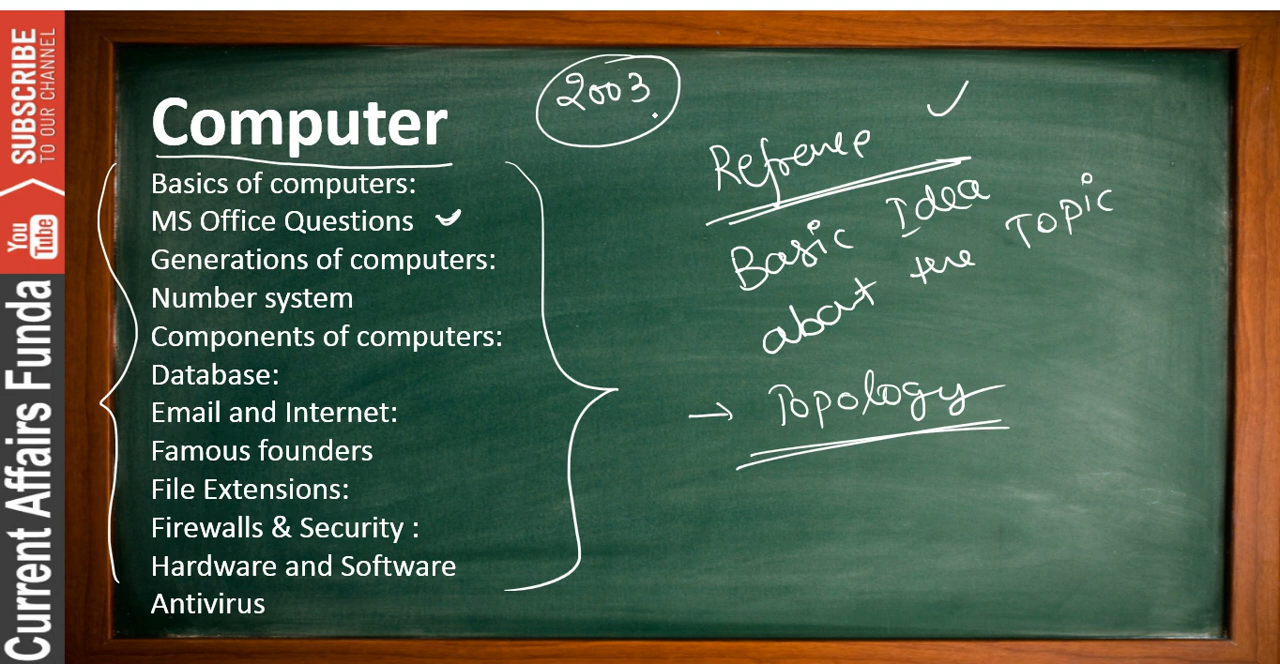 SUBSCRIBE
TO OUR CHANNEL
You
Tube
Current Affairs Funda
Computer
Basics of computers:
MS Office Questions
Generations of computers:
Number system
Components of computers:
Database:
Email and Internet:
Famous founders
File Extensions:
Firewalls & Security :
Hardware and Software
Antivirus
2003
Basic Idea
about the Topic
→ Topology